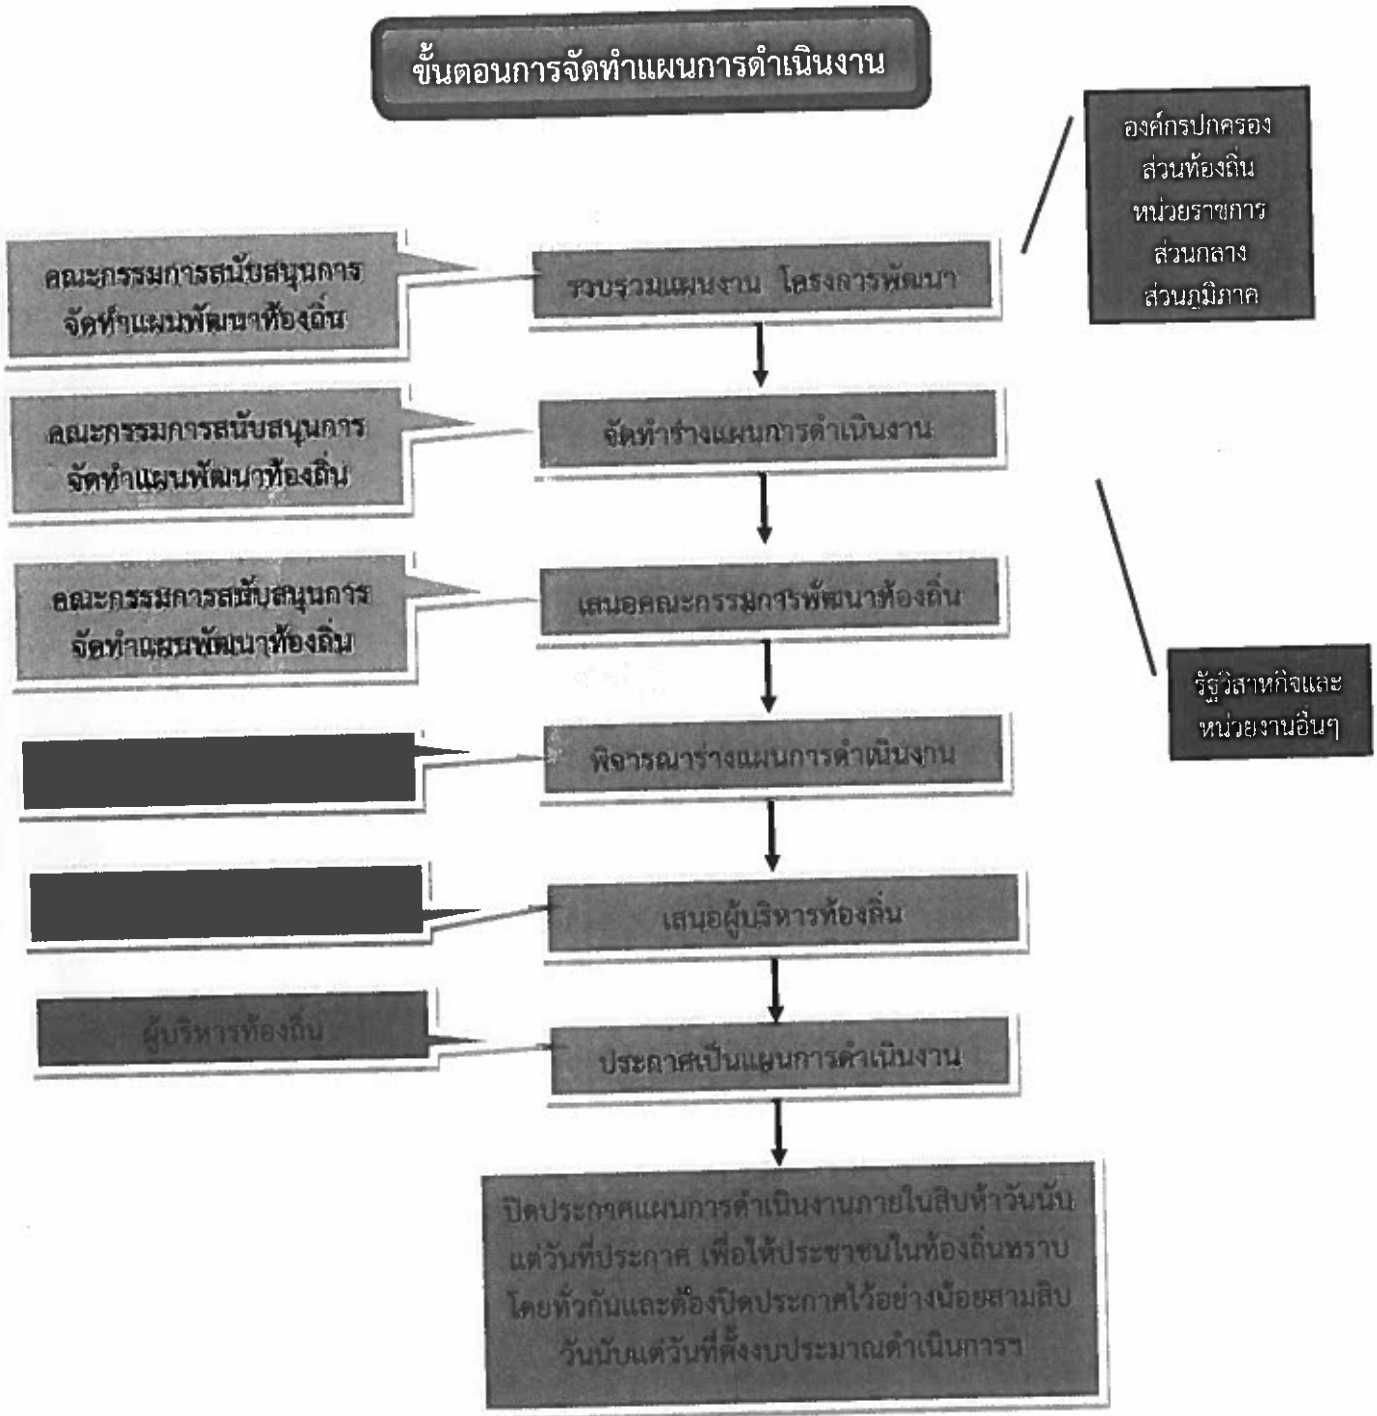 ขั้นตอนการจัดทำแผนการดำเนินงาน
องค์กรปกครอง
ส่วนท้องถิ่น
หน่วยราชการ
ส่วนกลาง
ส่วนภูมิภาค
คณะกรรมการสนับสนุนการ
จัดทำแผนพัฒนาท้องถิ่น
รวบรวมแผนงาน โครงการพัฒนา
คณะกรรมการสนับสนุนการ
จัดทำแผนพัฒนาท้องถิ่น
จัดทำร่างแผนการดำเนินงาน
คณะกรรมการสนับสนุนการ
จัดทำแผนพัฒนาท้องถิ่น
เสนอคณะกรรมการพัฒนาท้องถิ่น
รัฐวิสาหกิจและ
หน่วยงานอื่นๆ
พิจารณาร่างแผนการดำเนินงาน
เสนอผู้บริหารท้องถิ่น
ผู้บริหารท้องถิ่น
ประกาศเป็นแผนการดำเนินงาน
ปิดประกาศแผนการดำเนินงานภายในสิบห้าวันนับ
แต่วันที่ประกาศ เพื่อให้ประชาชนในท้องถิ่นทราบ
โดยทั่วกันและต้องปิดประกาศไว้อย่างน้อยสามสิบ
วันนับแต่วันที่ตั้งงบประมาณดำเนินการฯ